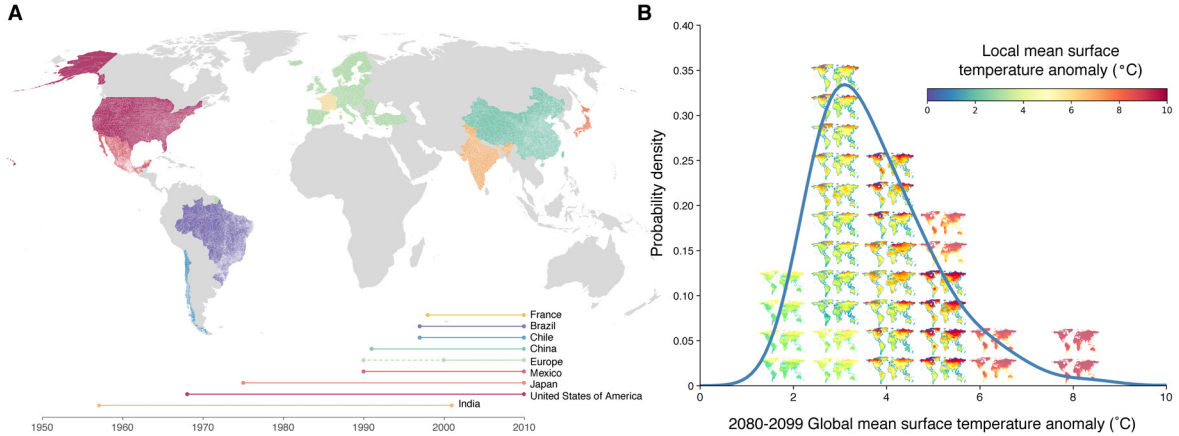 A
France
Brazil
Chile
China
Europe
Mexico
Japan
United States of America
India
1950 1960 1970 1980 1990 2000 2010
B
Probability density
0.40
0.35
0.30
0.25
0.20
0.15
0.10
0.05
0
Local mean surface
temperature anomaly (°C)
0 2 4 6 8 10
0 2 4 6 8 10
2080-2099 Global mean surface temperature anomaly (°C)